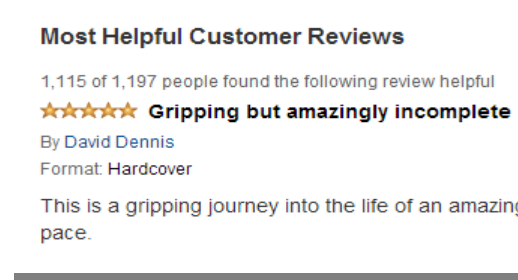 Most Helpful Customer Reviews
1,115 of 1,197 people found the following review helpful
Gripping but amazingly incomplete
By David Dennis
Format: Hardcover
This is a gripping journey into the life of an amazing
pace.